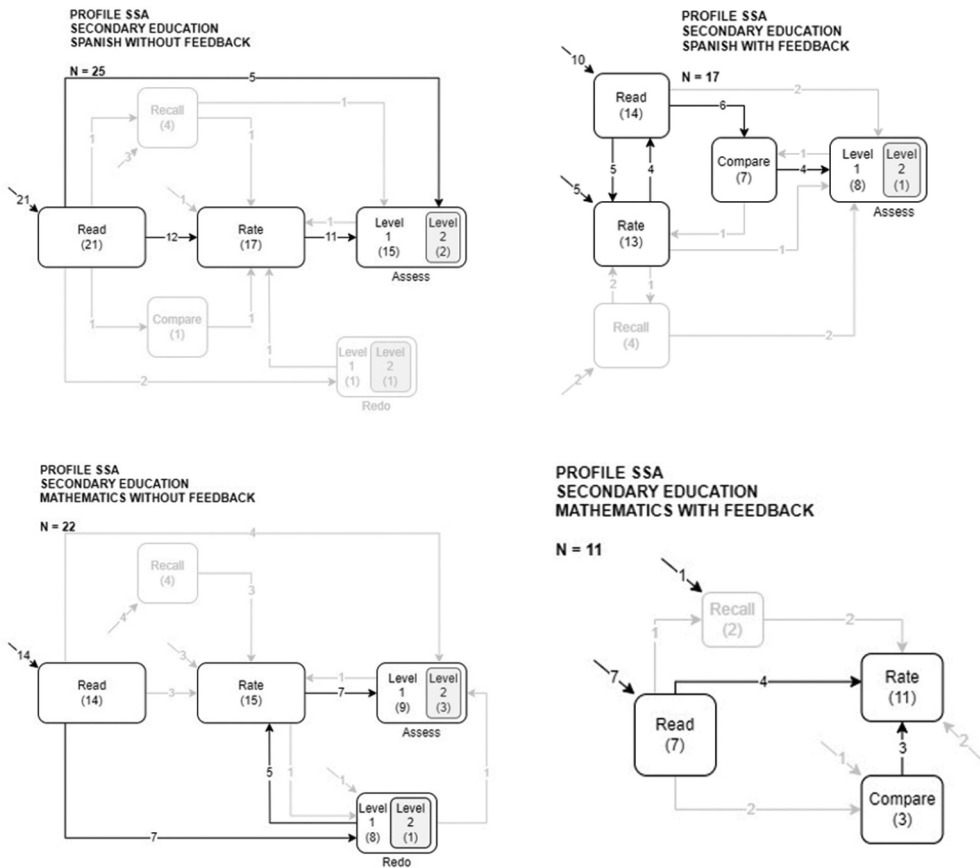 PROFILE SSA
SECONDARY EDUCATION
SPANISH WITHOUT FEEDBACK
N = 25
5
Recall
(4)
1
1
1
3
21
1
Read
(21)
12
Rate
(17)
1
11
Level
1
(15)
Level
2
(2)
Assess
1
Compare
(1)
1
1
Level
1
(1)
Level
2
(1)
2
Redo
PROFILE SSA
SECONDARY EDUCATION
SPANISH WITH FEEDBACK
10
N = 17
Read
(14)
2
6
5
4
Compare
(7)
1
4
Level
1
(8)
Level
2
(1)
Assess
5
Rate
(13)
1
1
2
1
Recall
(4)
2
2
PROFILE SSA
SECONDARY EDUCATION
MATHEMATICS WITHOUT FEEDBACK
N = 22
4
Recall
(4)
3
4
14
3
Read
(14)
3
Rate
(15)
1
7
Level
1
(9)
Level
2
(3)
Assess
5
1
1
1
Level
1
(8)
Level
2
(1)
7
Redo
PROFILE SSA
SECONDARY EDUCATION
MATHEMATICS WITH FEEDBACK
N = 11
1
Recall
(2)
1
2
7
4
Rate
(11)
Read
(7)
3
2
1
2
Compare
(3)